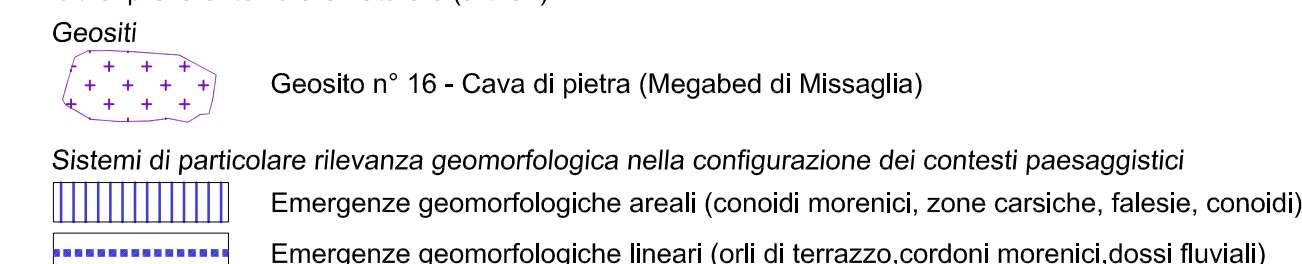 Geositi
Geosito n° 16 - Cava di pietra (Megabed di Missaglia)
Sistemi di particolare rilevanza geomorfologica nella configurazione dei contesti paesaggistici
Emergenze geomorfologiche areali (conoidi morenici, zone carsiche, falesie, conoidi)
Emergenze geomorfologiche lineari (orli di terrazzo,cordoni morenici,dossi fluviali)